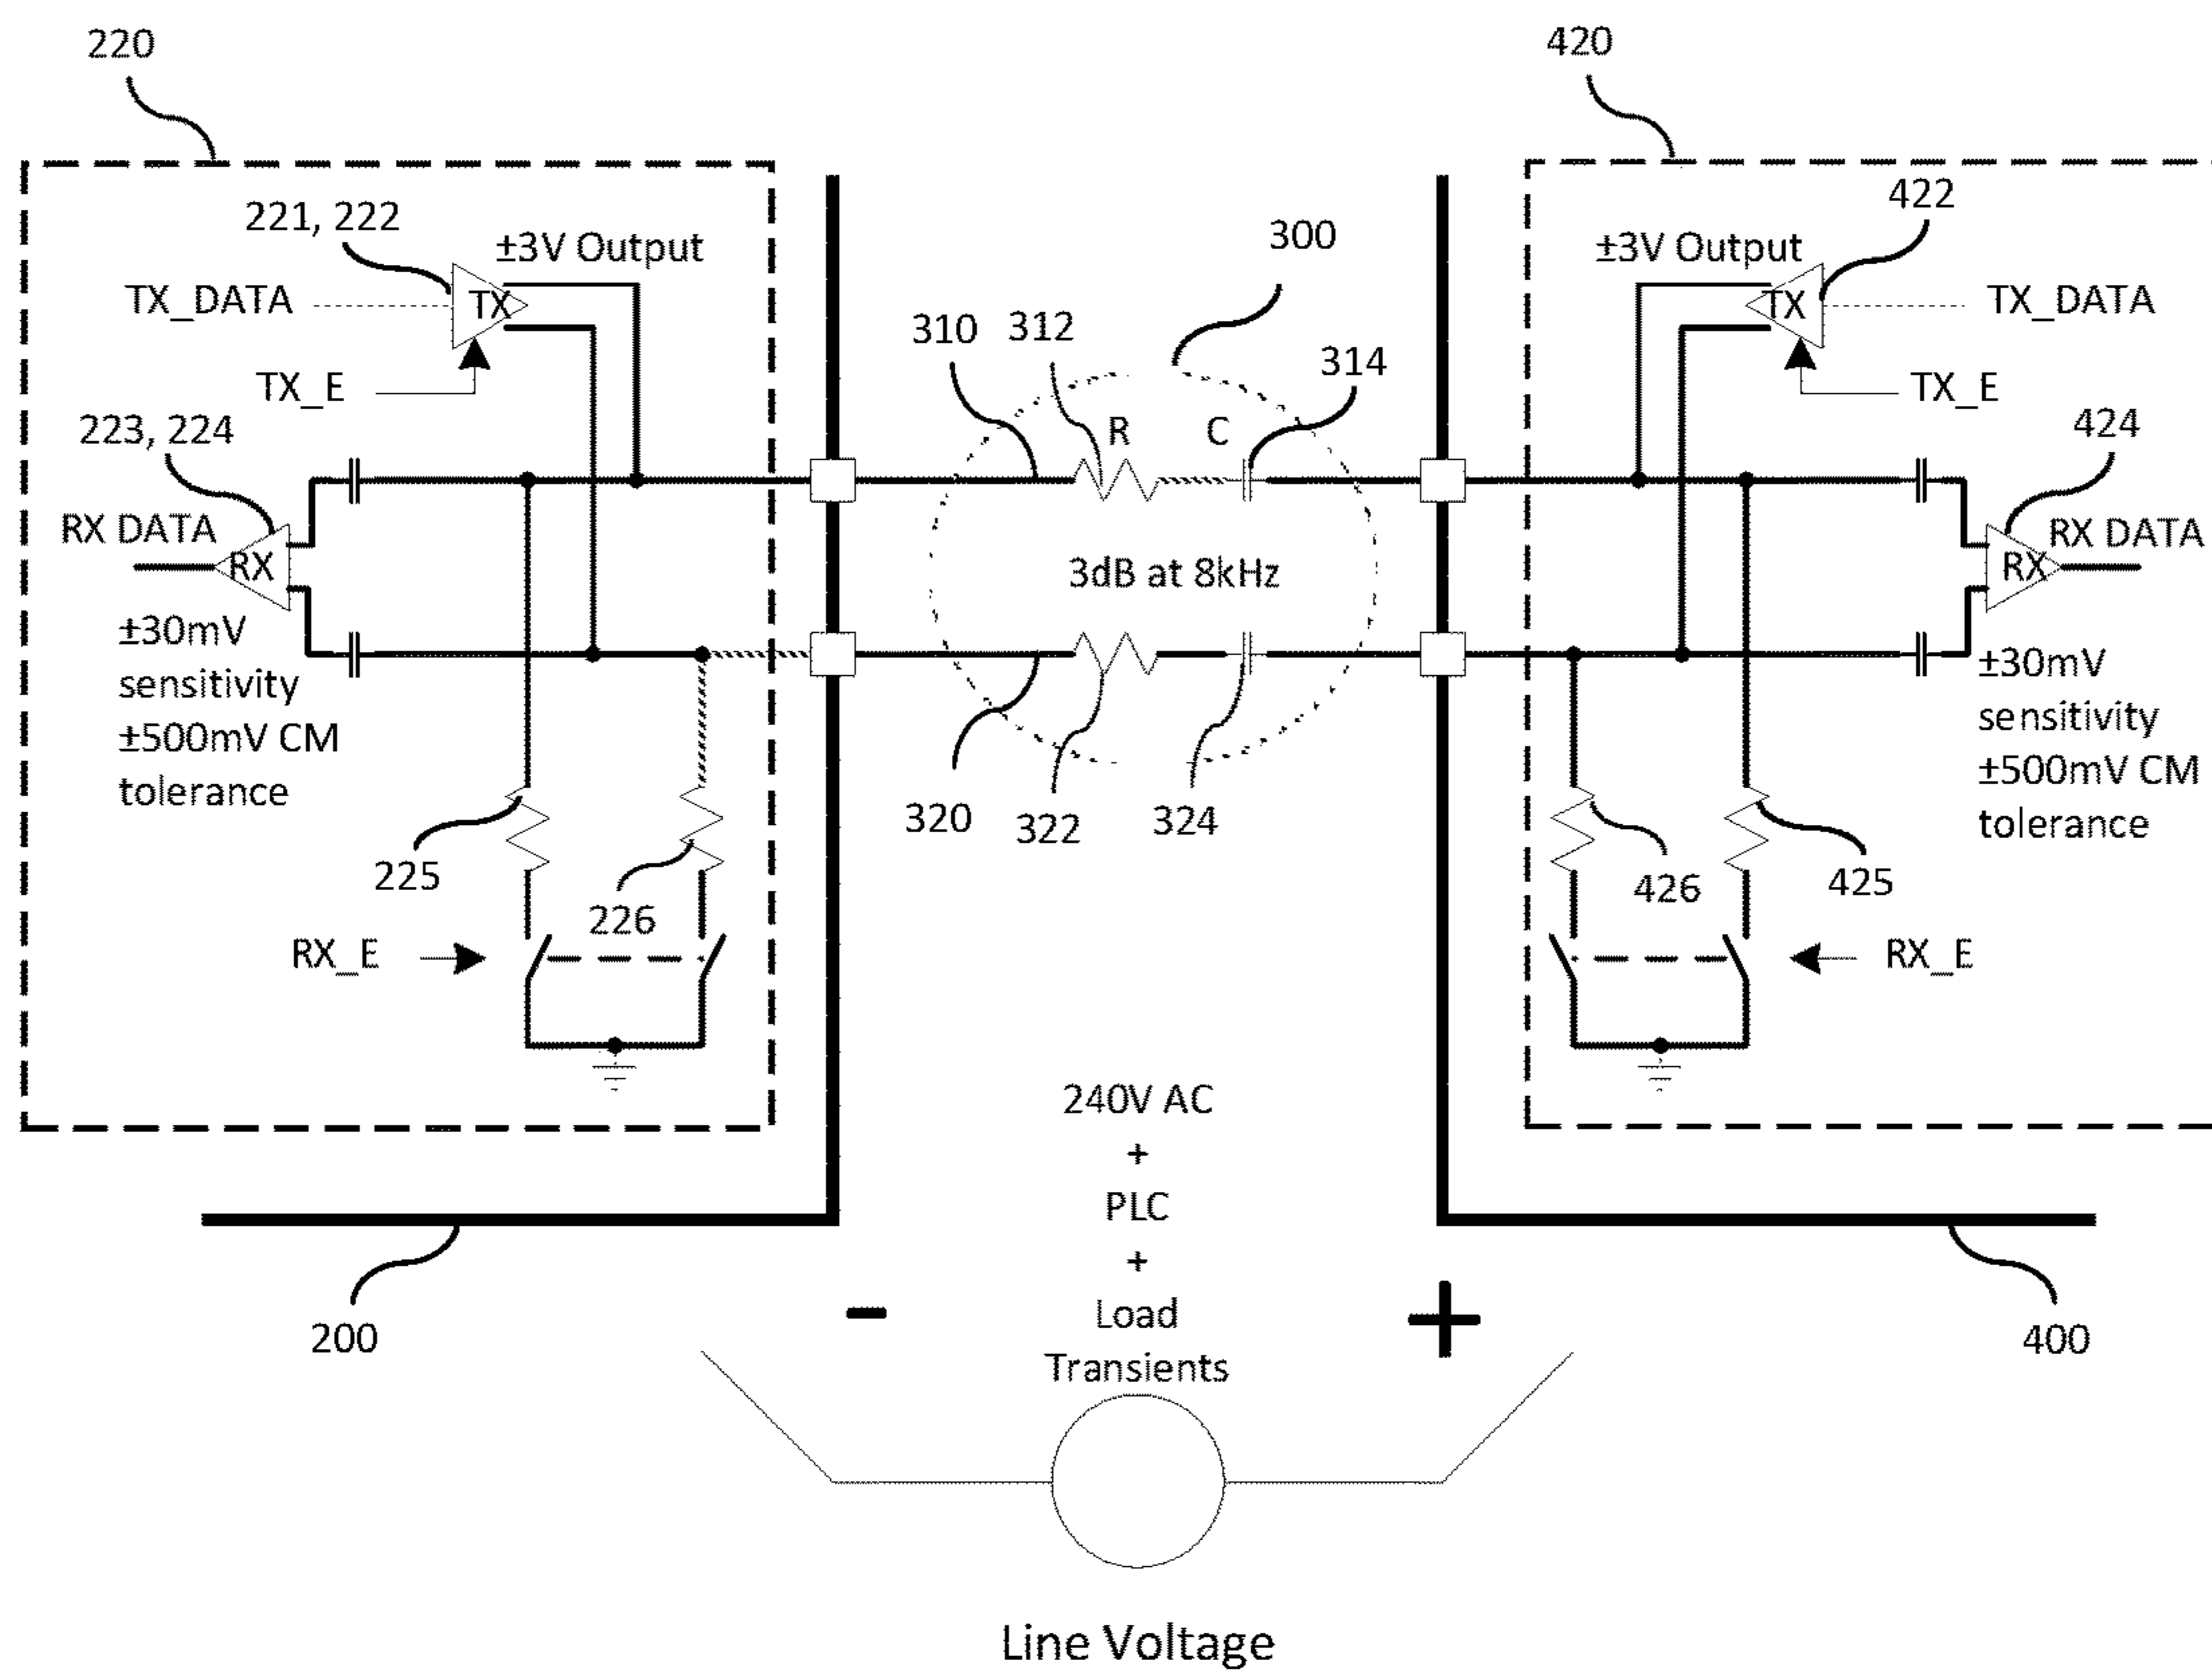 220
420
221, 222
±3V Output
TX_DATA
TX
TX_E
223, 224
RX DATA
RX
±30mV
sensitivity
±500mV CM
tolerance
225
226
RX_E
200
300
310
312
314
R
C
3dB at 8kHz
320
322
324
422
±3V Output
TX
TX_DATA
TX_E
424
RX DATA
RX
±30mV
sensitivity
±500mV CM
tolerance
426
425
RX_E
400
240V AC
+
PLC
+
Load
Transients
-
+
Line Voltage